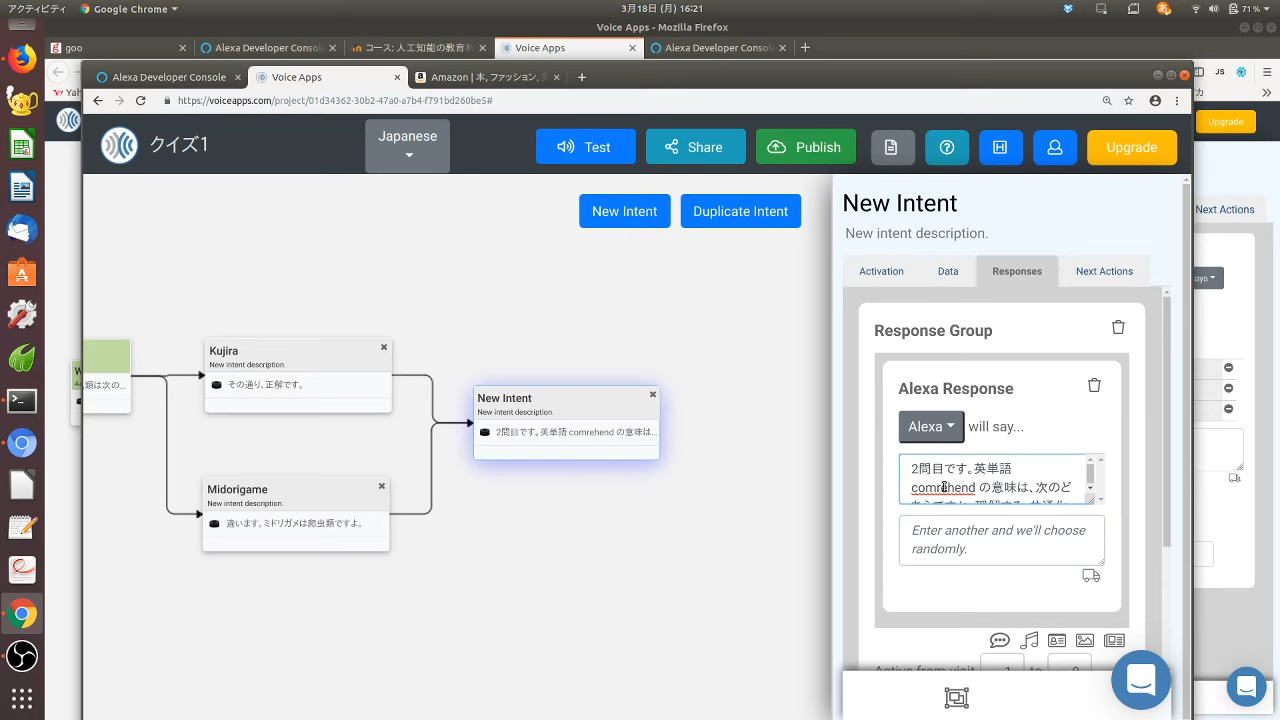 アクティビティ
Google Chrome
3月18日 (月) 16:21
71%
Voice Apps - Mozilla Firefox
goo
Alexa Developer Console
コース: 人工知能の教育利
Voice Apps
Alexa Developer Console
Alexa Developer Console
Voice Apps
Amazon | 本, ファッション,
https://voiceapps.com/project/01d34362-30b2-47a0-a7b4-f791bd260be5#
クイズ1
Japanese
Test
Share
Publish
Upgrade
Upgrade
New Intent
Duplicate Intent
New Intent
New intent description.
Activation
Data
Responses
Next Actions
Next Actions
Response Group
Alexa Response
Alexa
will say...
2問目です。英単語
comrehend の意味は、次のど
Enter another and we'll choose
randomly.
Active from visit
1
to
類は次の...
Kujira
New intent description.
その通り、正解です。
Midorigame
New intent description.
違います。ミドリガメは爬虫類ですよ。
New Intent
New intent description.
2問目です。英単語 comrehend の意味は...